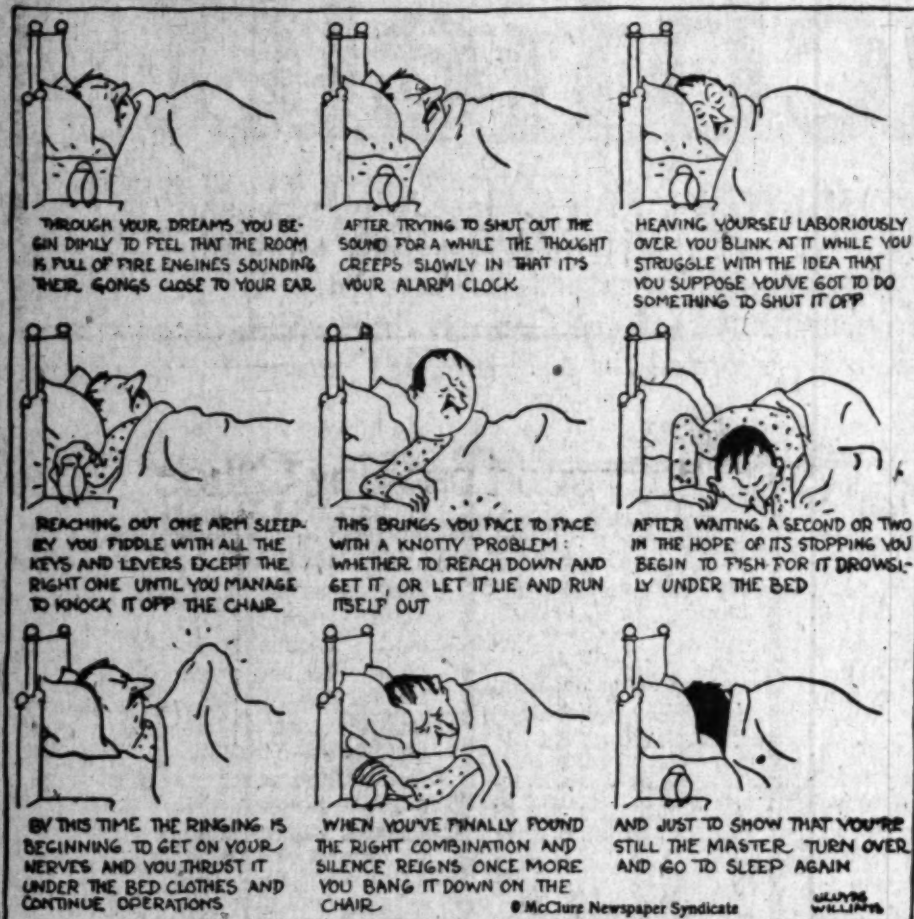 THROUGH YOUR DREAMS YOU BE-
GIN DIMLY TO FEEL THAT THE ROOM
IS FULL OF FIRE ENGINES SOUNDING
THEIR GONGS CLOSE TO YOUR EAR
AFTER TRYING TO SHUT OUT THE
SOUND FOR A WHILE THE THOUGHT
CREEPS SLOWLY IN THAT IT'S
YOUR ALARM CLOCK
HEAVING YOURSELF LABORIOUSLY
OVER YOU BLINK AT IT WHILE YOU
STRUGGLE WITH THE IDEA THAT
YOU SUPPOSE YOU'VE GOT TO DO
SOMETHING TO SHUT IT OFF
REACHING OUT ONE ARM SLEEP-
ILY YOU FIDDLE WITH ALL THE
KEYS AND LEVERS EXCEPT THE
RIGHT ONE UNTIL YOU MANAGE
TO KNOCK IT OFF THE CHAIR
THIS BRINGS YOU FACE TO FACE
WITH A KNOTTY PROBLEM:
WHETHER TO REACH DOWN AND
GET IT, OR LET IT LIE AND RUN
ITSELF OUT
AFTER WAITING A SECOND OR TWO
IN THE HOPE OF ITS STOPPING YOU
BEGIN TO FISH FOR IT DROWSI-
LY UNDER THE BED
BY THIS TIME THE RINGING IS
BEGINNING TO GET ON YOUR
NERVES AND YOU THRUST IT
UNDER THE BED CLOTHES AND
CONTINUE OPERATIONS
WHEN YOU'VE FINALLY FOUND
THE RIGHT COMBINATION AND
SILENCE REIGNS ONCE MORE
YOU BANG IT DOWN ON THE
CHAIR
© McClure Newspaper Syndicate
AND JUST TO SHOW THAT YOU'RE
STILL THE MASTER TURN OVER
AND GO TO SLEEP AGAIN
GLUYAS
WILLIAMS